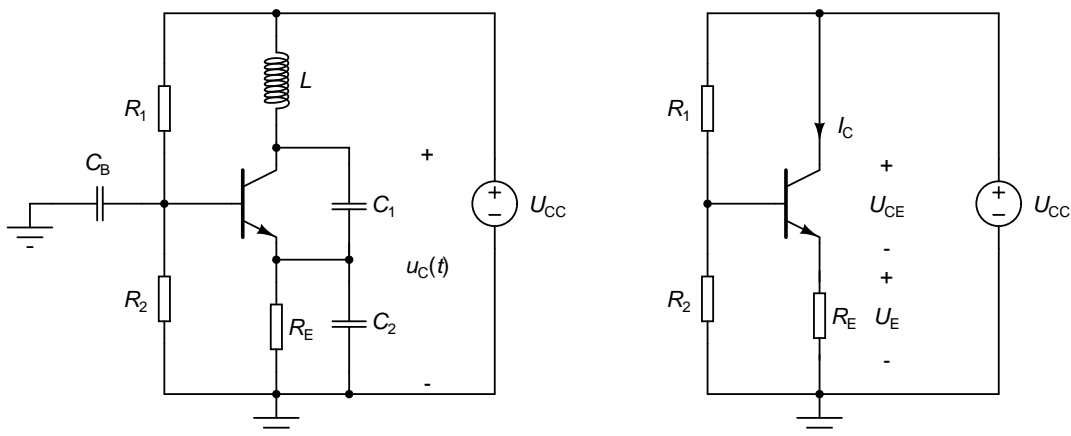 L
R1
CB
+
+
−
UCC
C1
uC(t)
R2
RE
C2
-
-
R1
IC
+
UCE
+
−
UCC
-
+
R2
RE
UE
-